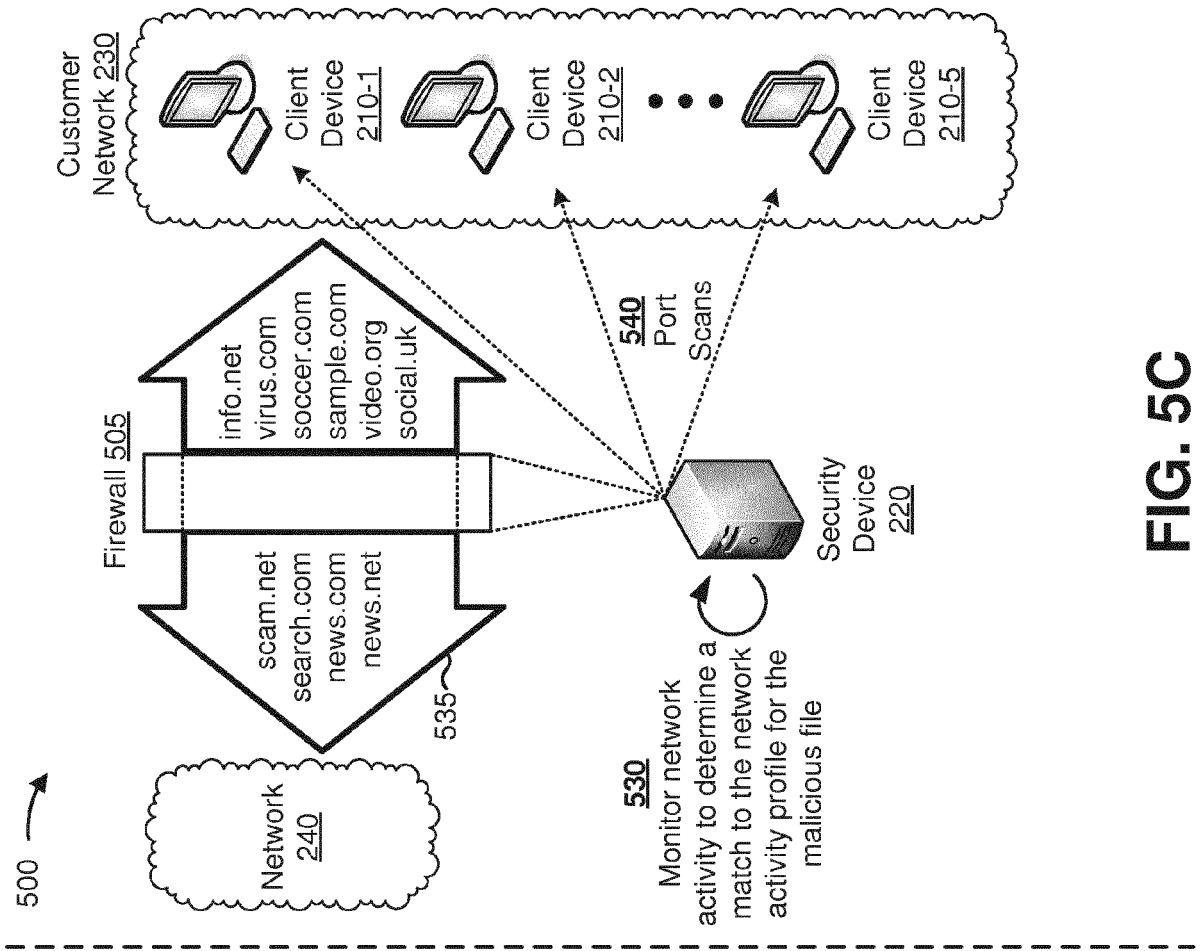 500
Network
240
535
scam.net
search.com
news.com
news.net
Firewall 505
info.net
virus.com
soccer.com
sample.com
video.org
social.uk
Customer
Network 230
Client
Device
210-1
Client
Device
210-2
Client
Device
210-5
530
Monitor network
activity to determine a
match to the network
activity profile for the
malicious file
Security
Device
220
540
Port
Scans
FIG. 5C